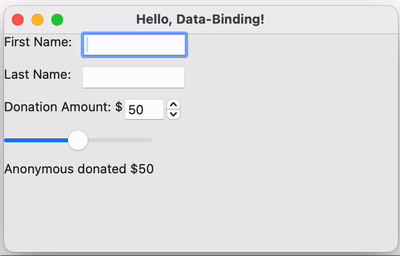 Hello, Data-Binding!
First Name:
Last Name:
Donation Amount: $ 50
Anonymous donated $50